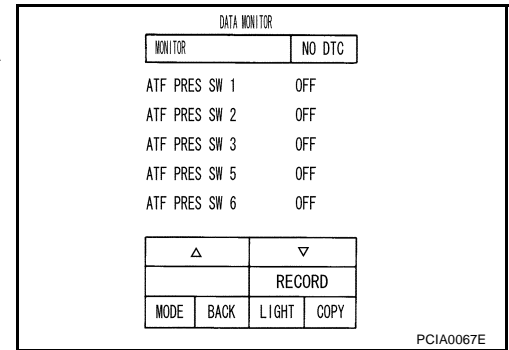 DATA MONITOR
MONITOR NO DTC
ATF PRES SW 1 OFF
ATF PRES SW 2 OFF
ATF PRES SW 3 OFF
ATF PRES SW 5 OFF
ATF PRES SW 6 OFF
△ ▽
RECORD
MODE BACK LIGHT COPY
PCIA0067E